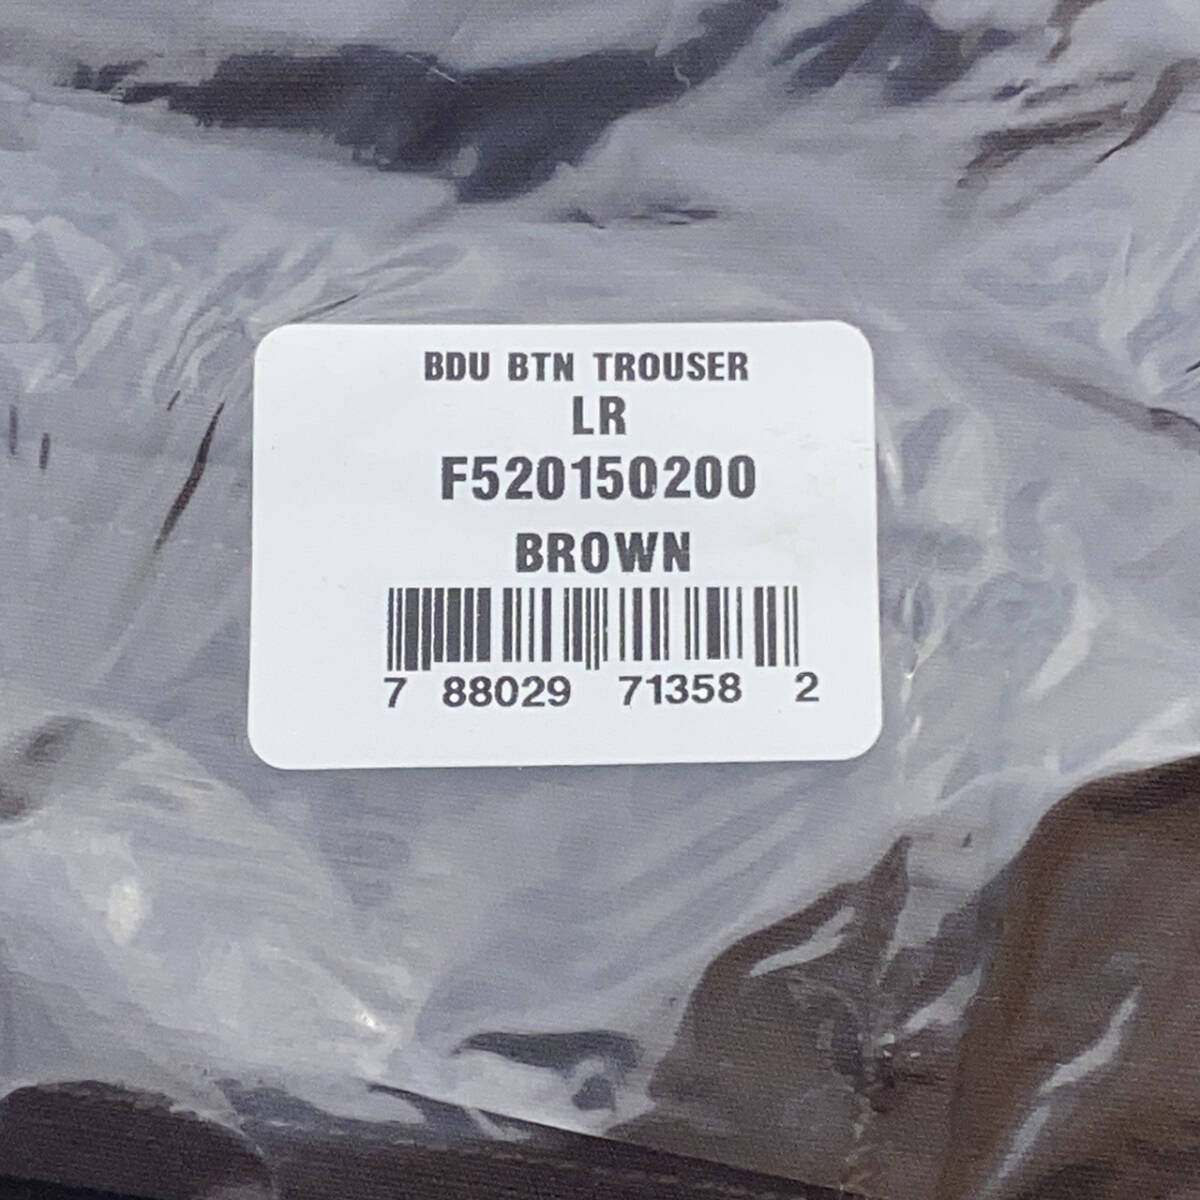 BDU BTN TROUSER
LR
F520150200
BROWN
7 88029 71358 2